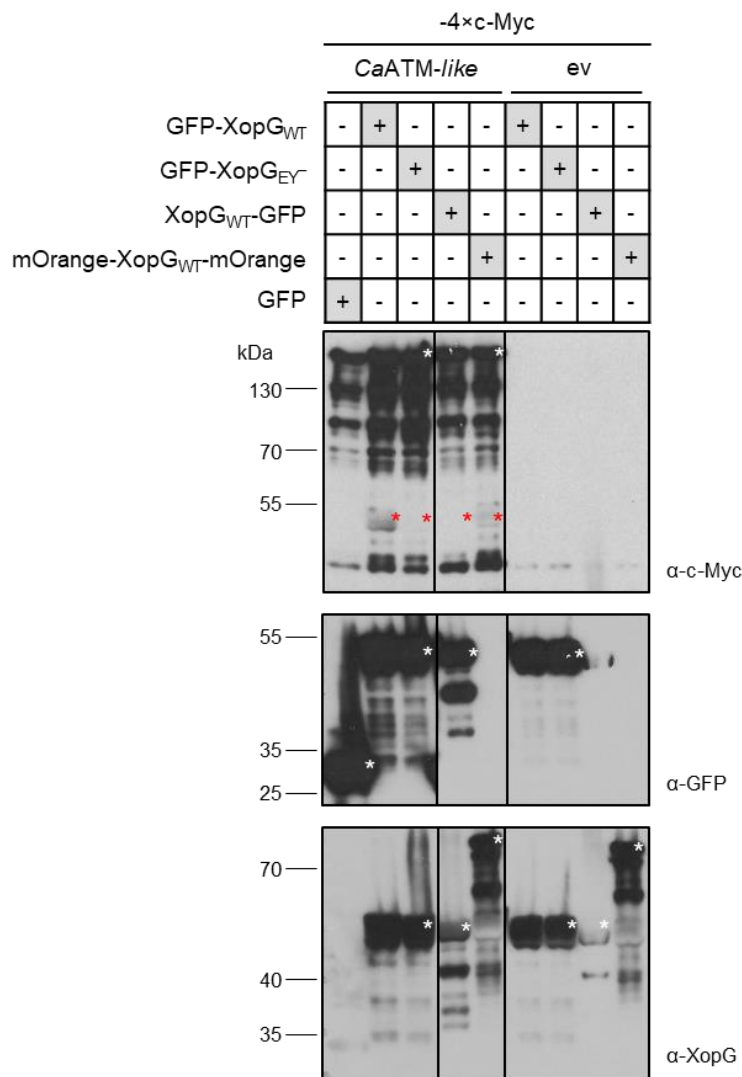 -4×c-Myc
CaATM-like ev
GFP-XopGWT - + - - - + - - -
GFP-XopGEY- - - + - - - + - -
XopGWT-GFP - - - + - - - + -
mOrange-XopGWT-mOrange - - - - + - - - +
GFP + - - - - - - - -
kDa
130
70
55
* * * * * *
α-c-Myc
55
35
25
* * * *
α-GFP
70
40
35
* * * * * *
α-XopG